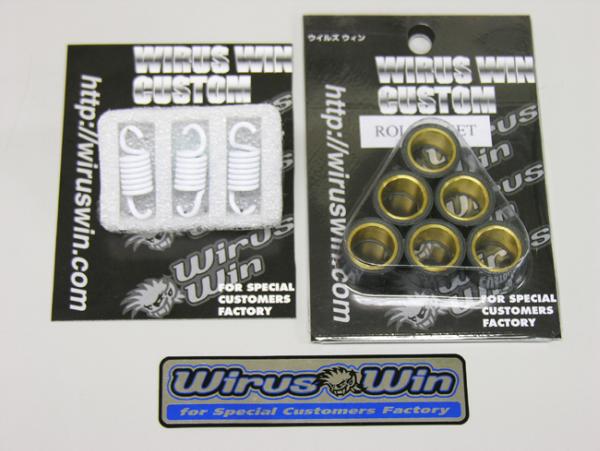 WIRUS WIN
CUSTOM
http://wiruswin.com
Wirus
Win
FOR SPECIAL
CUSTOMERS
FACTORY
ウイルズ ウィン
WIRUS WIN
CUSTOM
http://wiruswin.com
Win
FOR SPECIAL
CUSTOMERS
FACTORY
Wirus Win
for Special Customers Factory